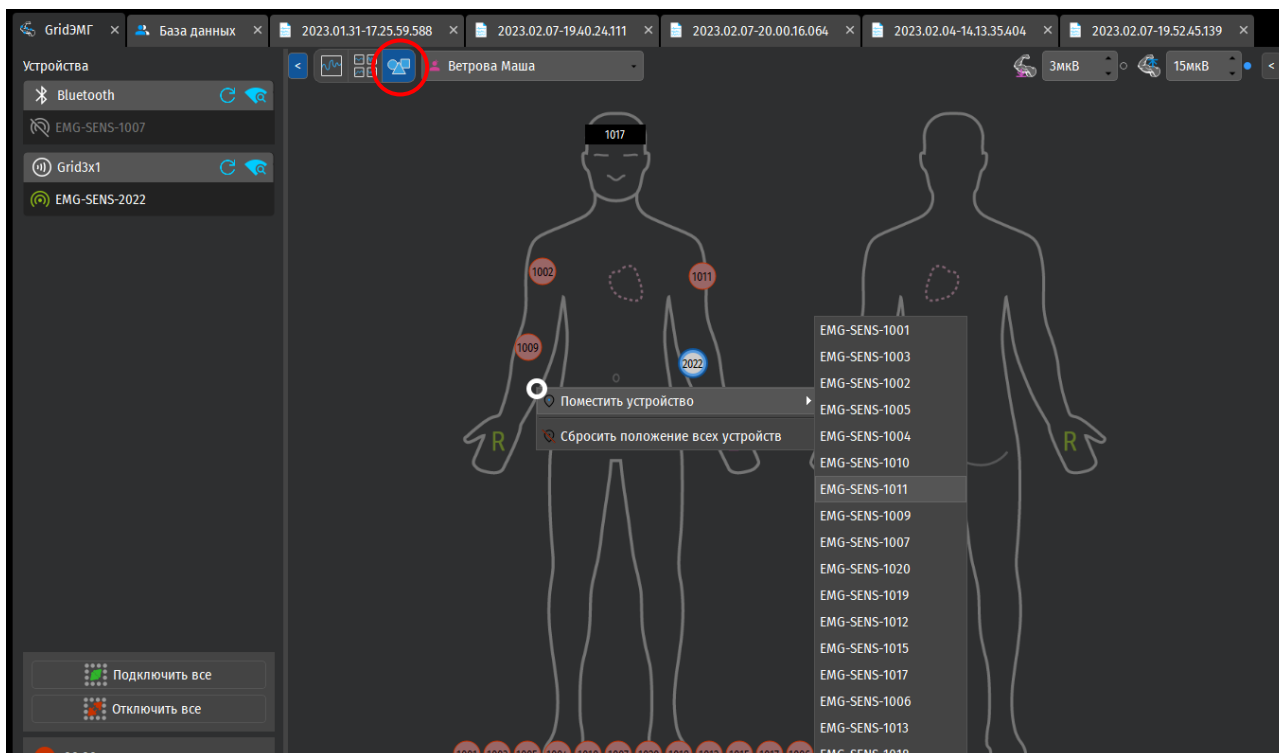 GridЭМГ
База данных
2023.01.31-17.25.59.588
2023.02.07-19.40.24.111
2023.02.07-20.00.16.064
2023.02.04-14.13.35.404
2023.02.07-19.52.45.139
Устройства
Ветрова Маша
3мкВ
15мкВ
Bluetooth
EMG-SENS-1007
Grid3x1
EMG-SENS-2022
1017
1002
1011
1009
2022
Поместить устройство
Сбросить положение всех устройств
R
R
EMG-SENS-1001
EMG-SENS-1003
EMG-SENS-1002
EMG-SENS-1005
EMG-SENS-1004
EMG-SENS-1010
EMG-SENS-1011
EMG-SENS-1009
EMG-SENS-1007
EMG-SENS-1020
EMG-SENS-1019
EMG-SENS-1012
EMG-SENS-1015
EMG-SENS-1017
EMG-SENS-1006
EMG-SENS-1013
Подключить все
Отключить все